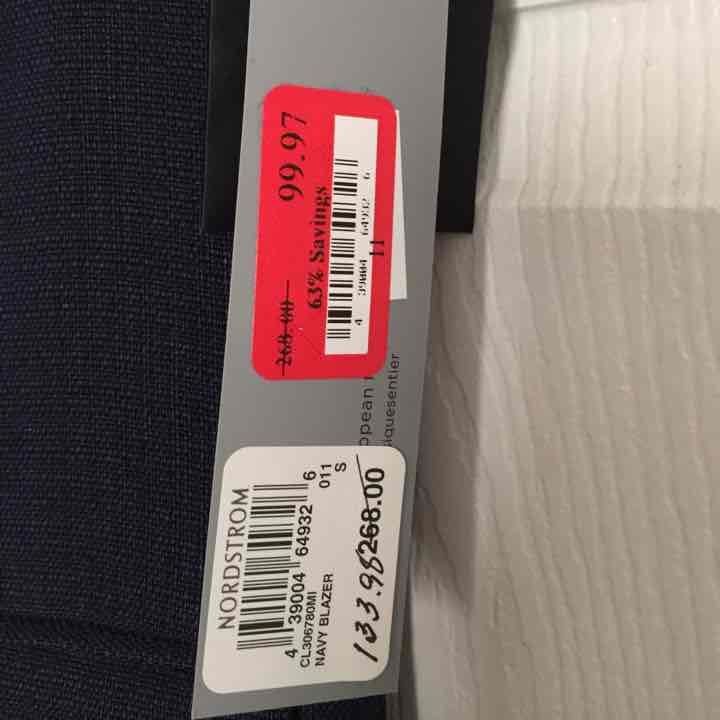 268.00
99.97
63% Savings
4 39004 64932 6
11
opean
iquesentier
NORDSTROM
4 39004 64932 6
CL306780MI 011
NAVY BLAZER S
133.98 268.00